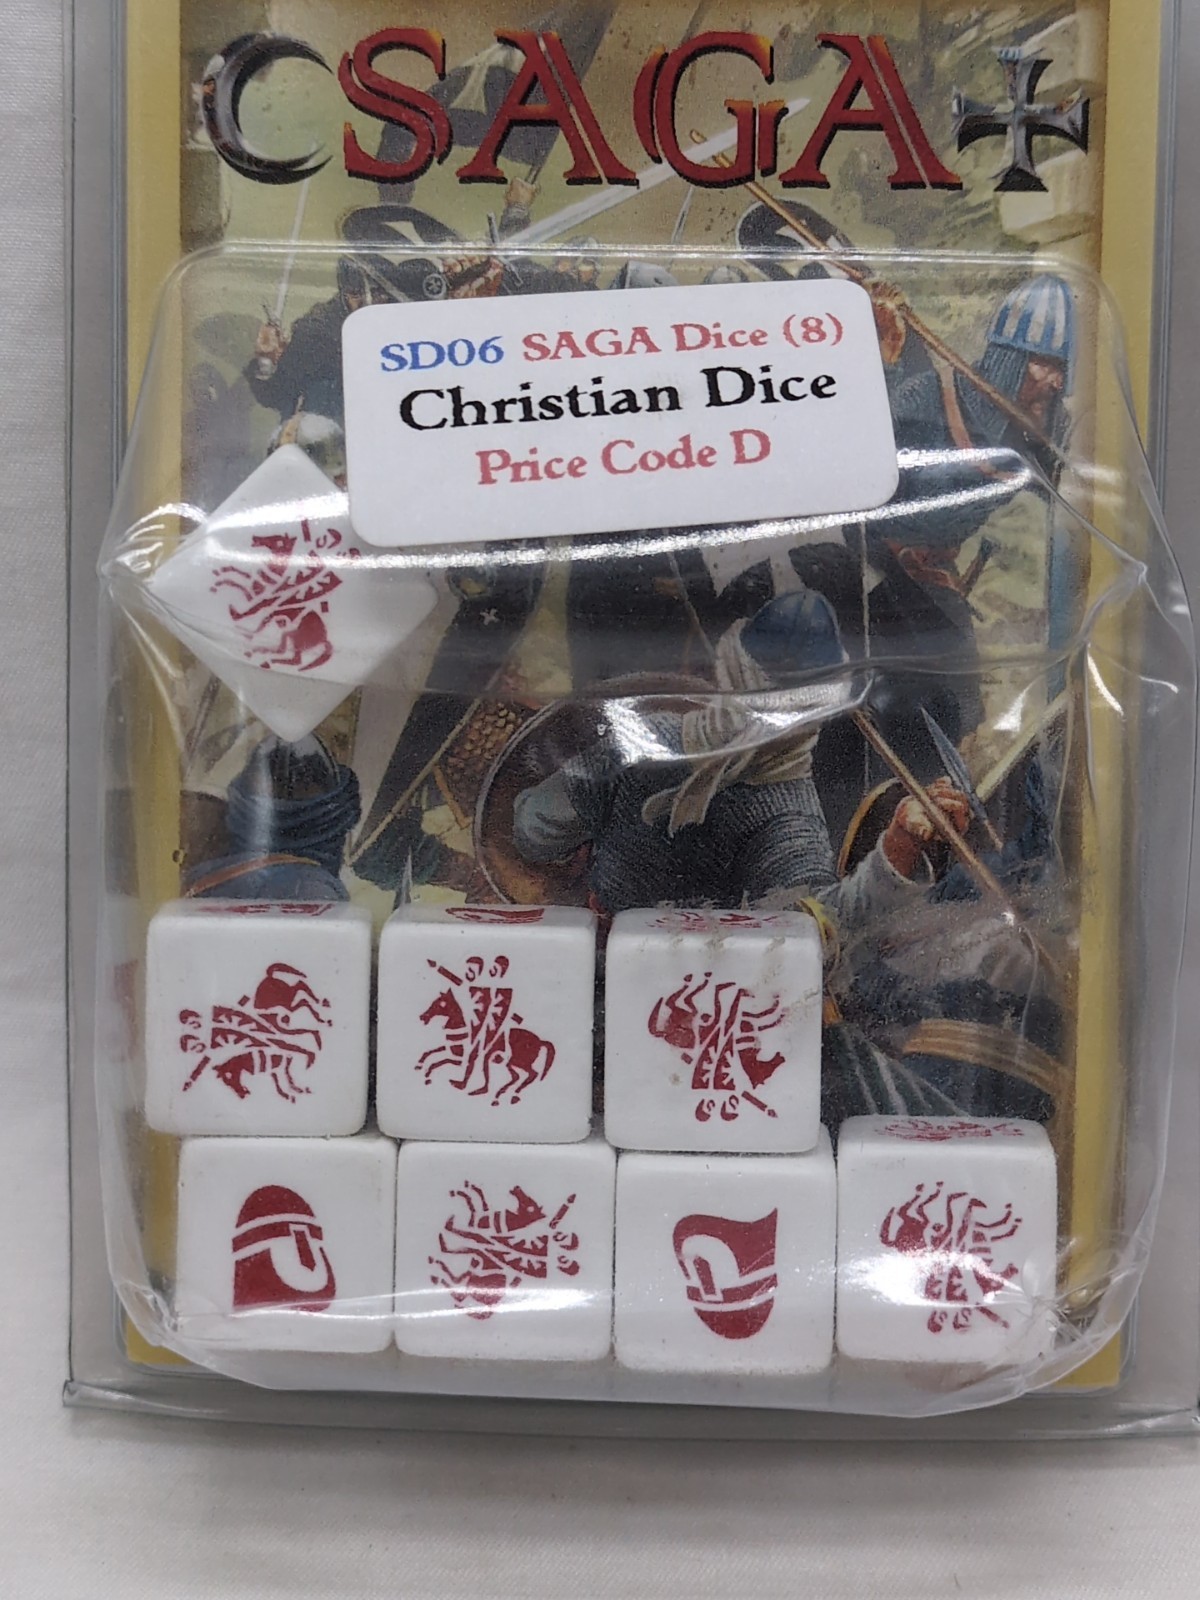 SAGA
SD06 SAGA Dice (8)
Christian Dice
Price Code D